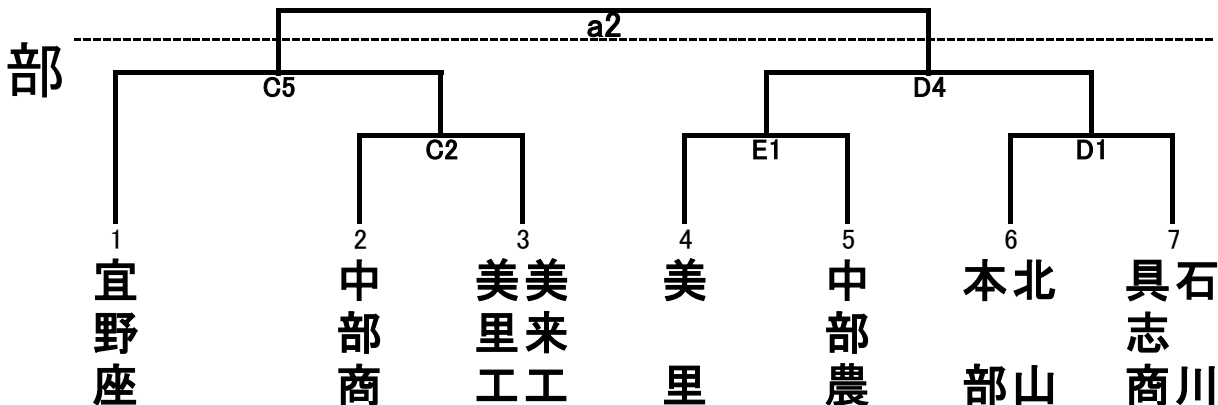 a2
部
C5
D4
C2
E1
D1
1
2
3
4
5
6
7
宜野座
中部商
美来工
美里工
美里
中部農
北山
本部
石川
具志商